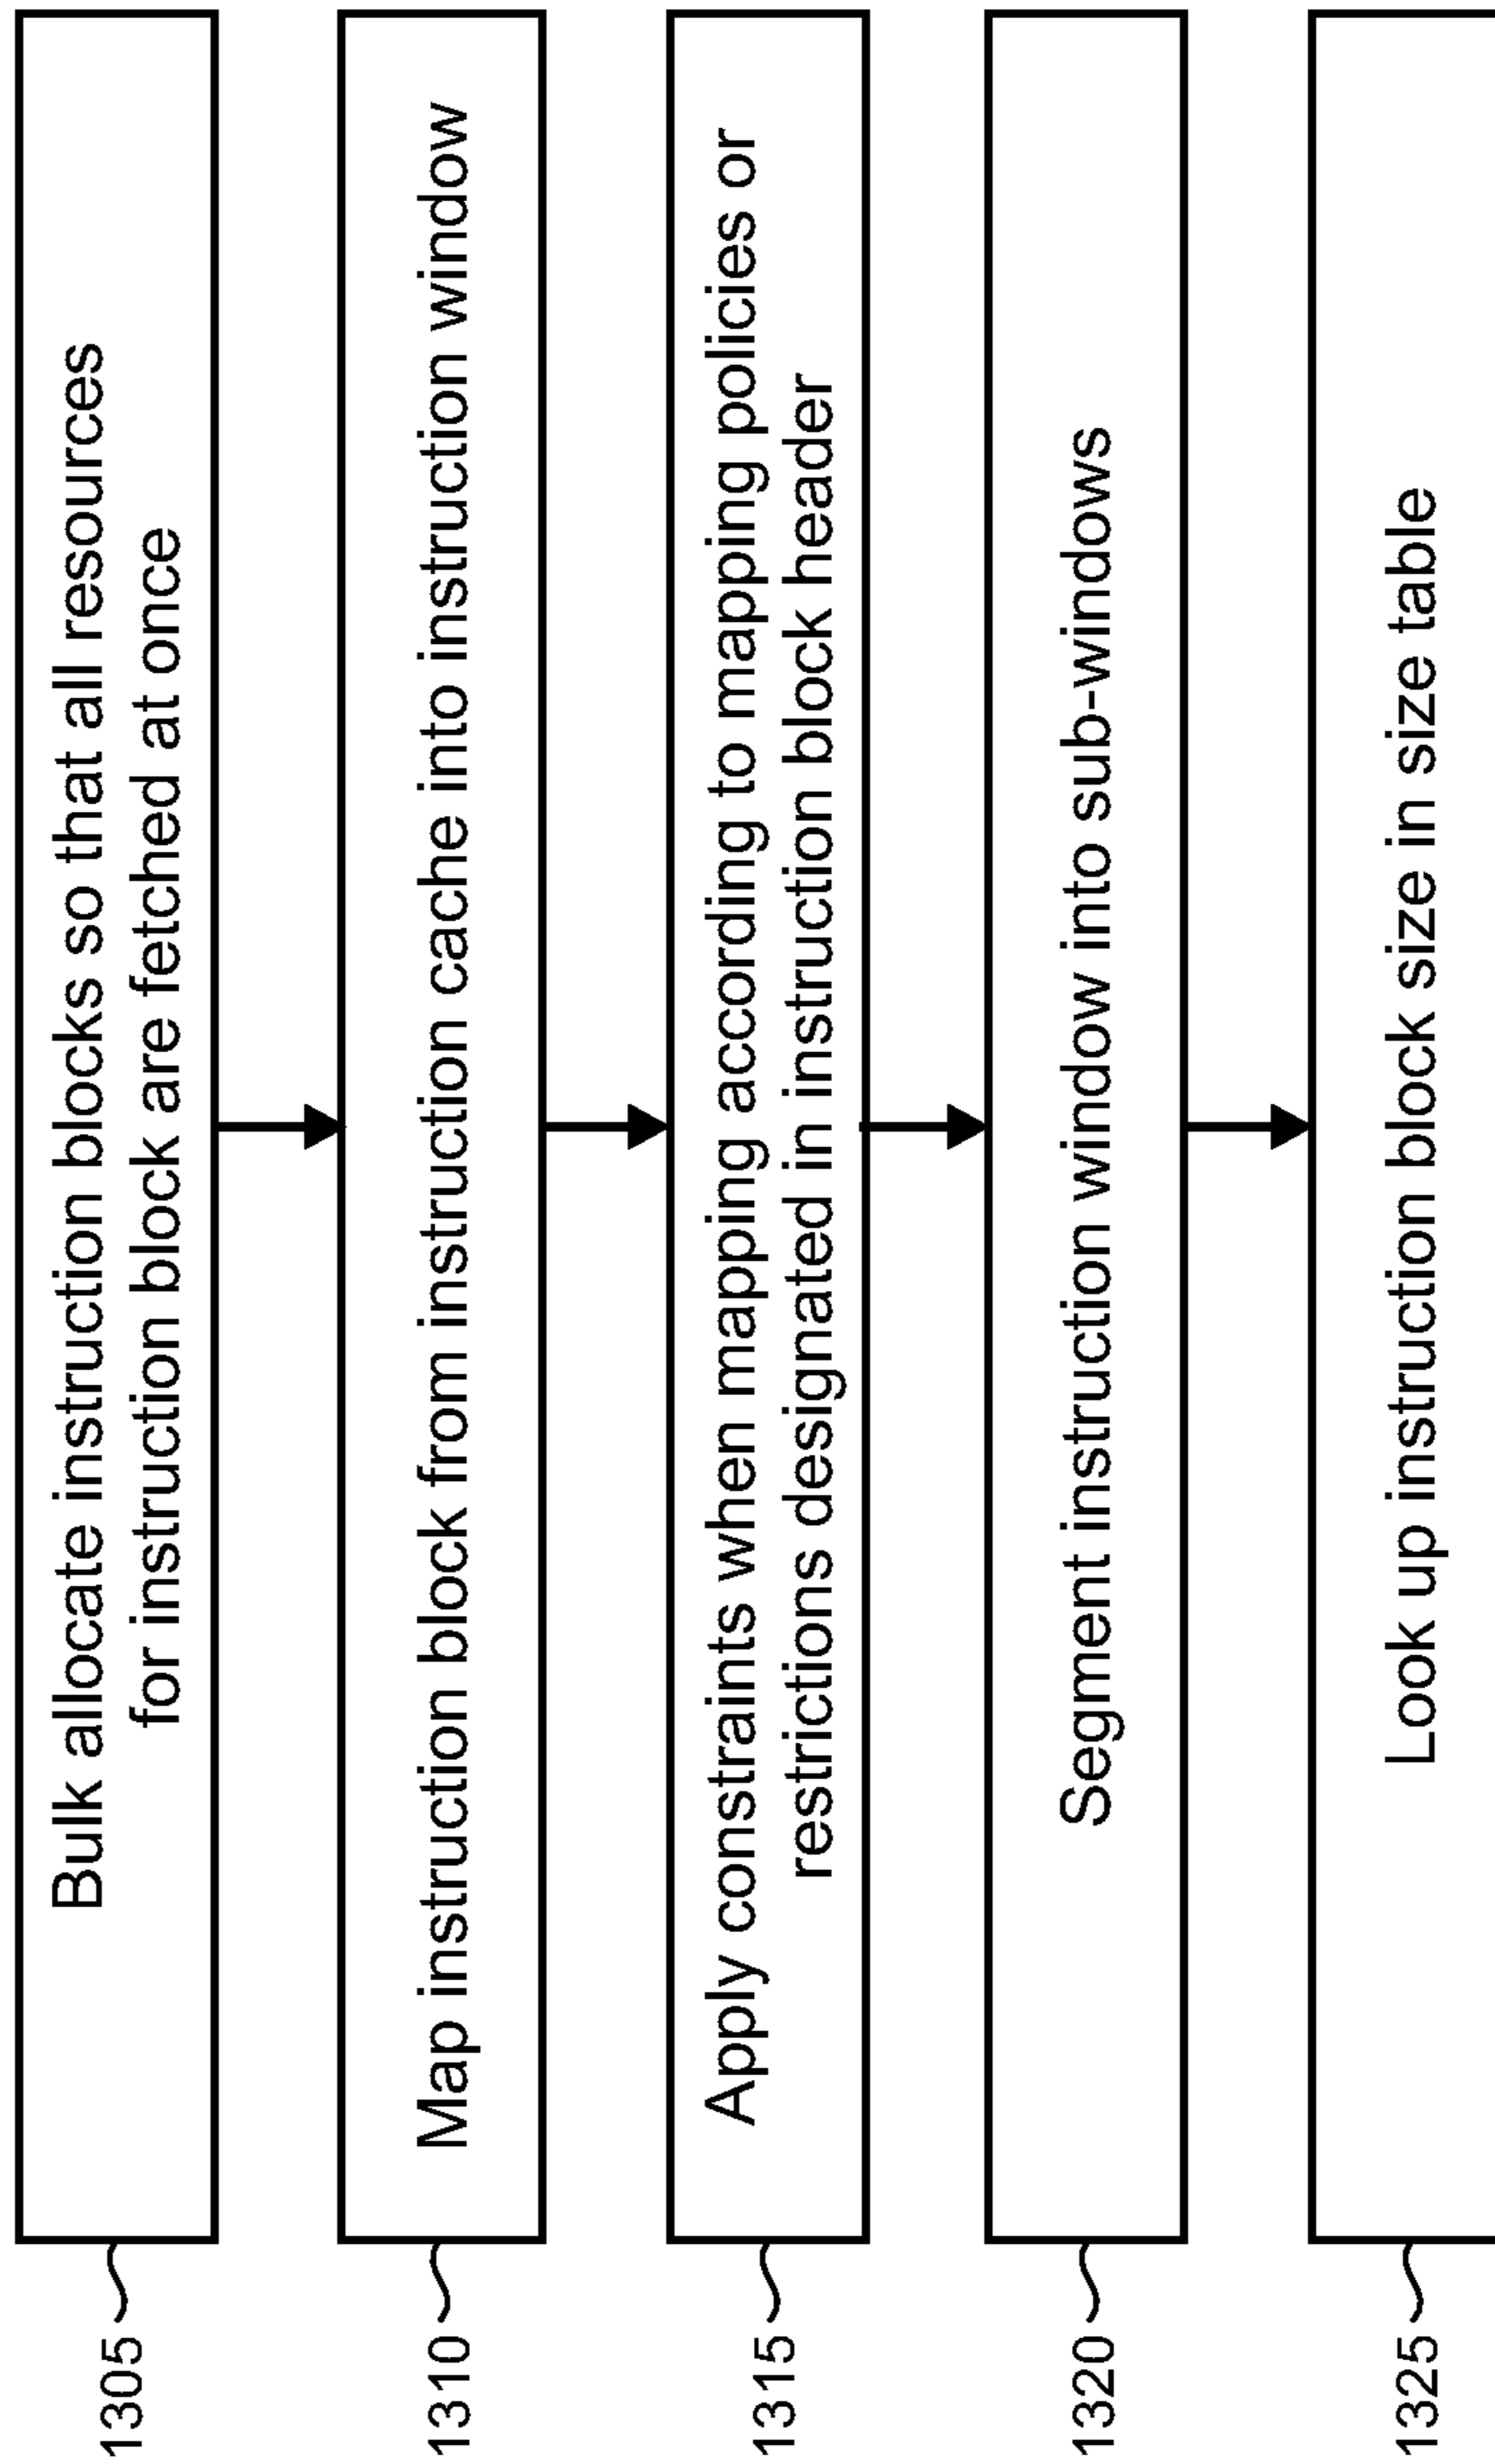 1305
Bulk allocate instruction blocks so that all resources
for instruction block are fetched at once
1310
Map instruction block from instruction cache into instruction window
1315
Apply constraints when mapping according to mapping policies or
restrictions designated in instruction block header
1320
Segment instruction window into sub-windows
1325
Look up instruction block size in size table